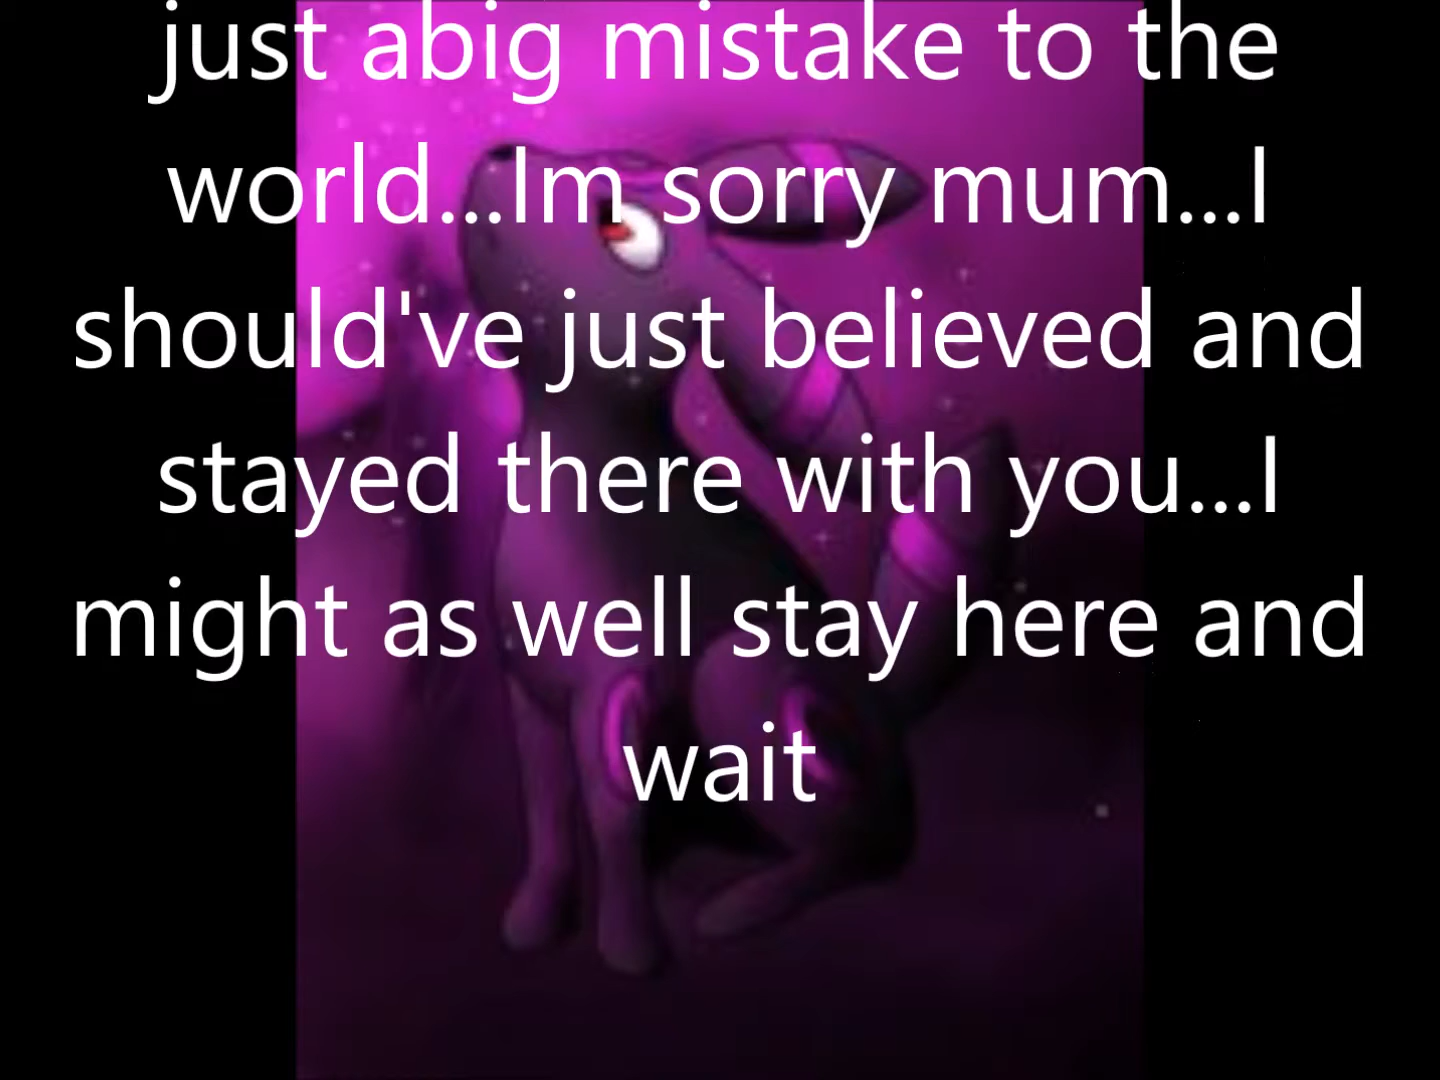 just abig mistake to the
world...Im sorry mum...I
should've just believed and
stayed there with you...I
might as well stay here and
wait